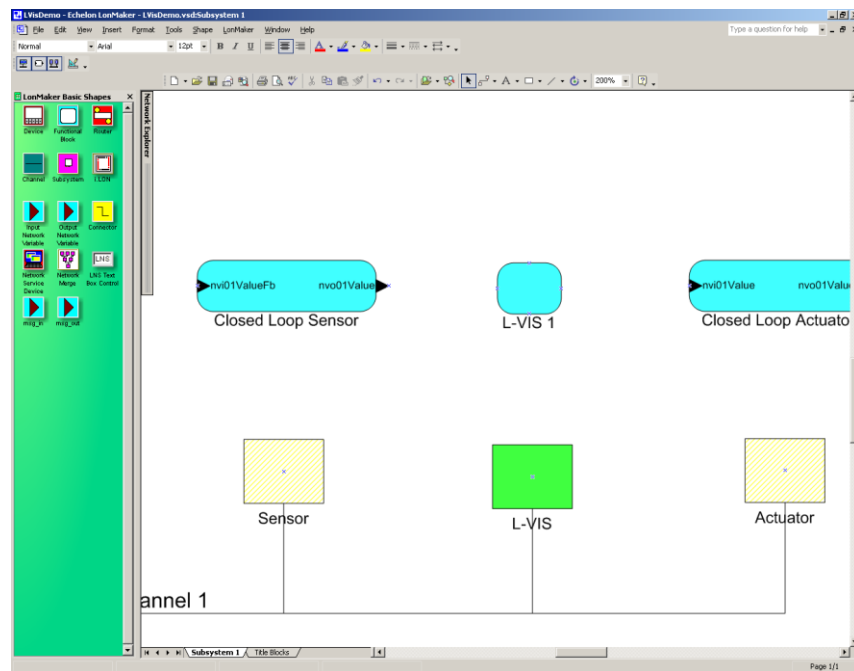 LVisDemo - Echelon LonMaker - [LVisDemo.vsd:Subsystem 1]
File Edit View Insert Format Tools Shape LonMaker Window Help
Type a question for help
Normal Arial 12pt B I U A
A 200%
LonMaker Basic Shapes
Network Explorer
Device Functional Block Router
Channel Subsystem i.LON
Input Network Variable Output Network Variable Connector
Network Service Device Network Merge LNS LNS Text Box Control
msg_in msg_out
nvi01ValueFb nvo01Value nvi01Value nvo01Valu
Closed Loop Sensor L-VIS 1 Closed Loop Actuato
Sensor L-VIS Actuator
annel 1
Subsystem 1 Title Blocks
Page 1/1